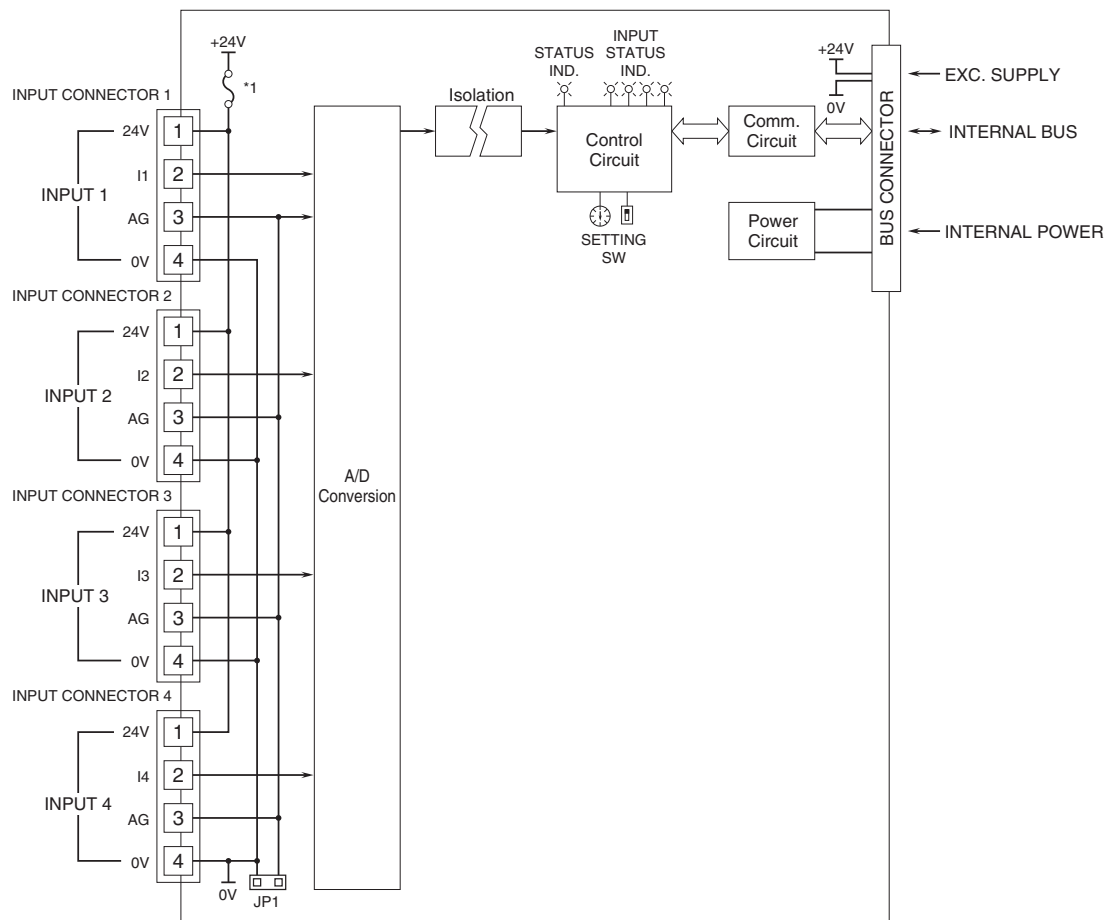 +24V
*1
INPUT CONNECTOR 1
24V
1
I1
2
INPUT 1
AG
3
0V
4
INPUT CONNECTOR 2
24V
1
I2
2
INPUT 2
AG
3
0V
4
INPUT CONNECTOR 3
24V
1
I3
2
INPUT 3
AG
3
0V
4
INPUT CONNECTOR 4
24V
1
I4
2
INPUT 4
AG
3
0V
4
0V
JP1
A/D
Conversion
Isolation
STATUS
IND.
INPUT
STATUS
IND.
Control
Circuit
SETTING
SW
Comm.
Circuit
Power
Circuit
+24V
0V
BUS CONNECTOR
EXC. SUPPLY
INTERNAL BUS
INTERNAL POWER